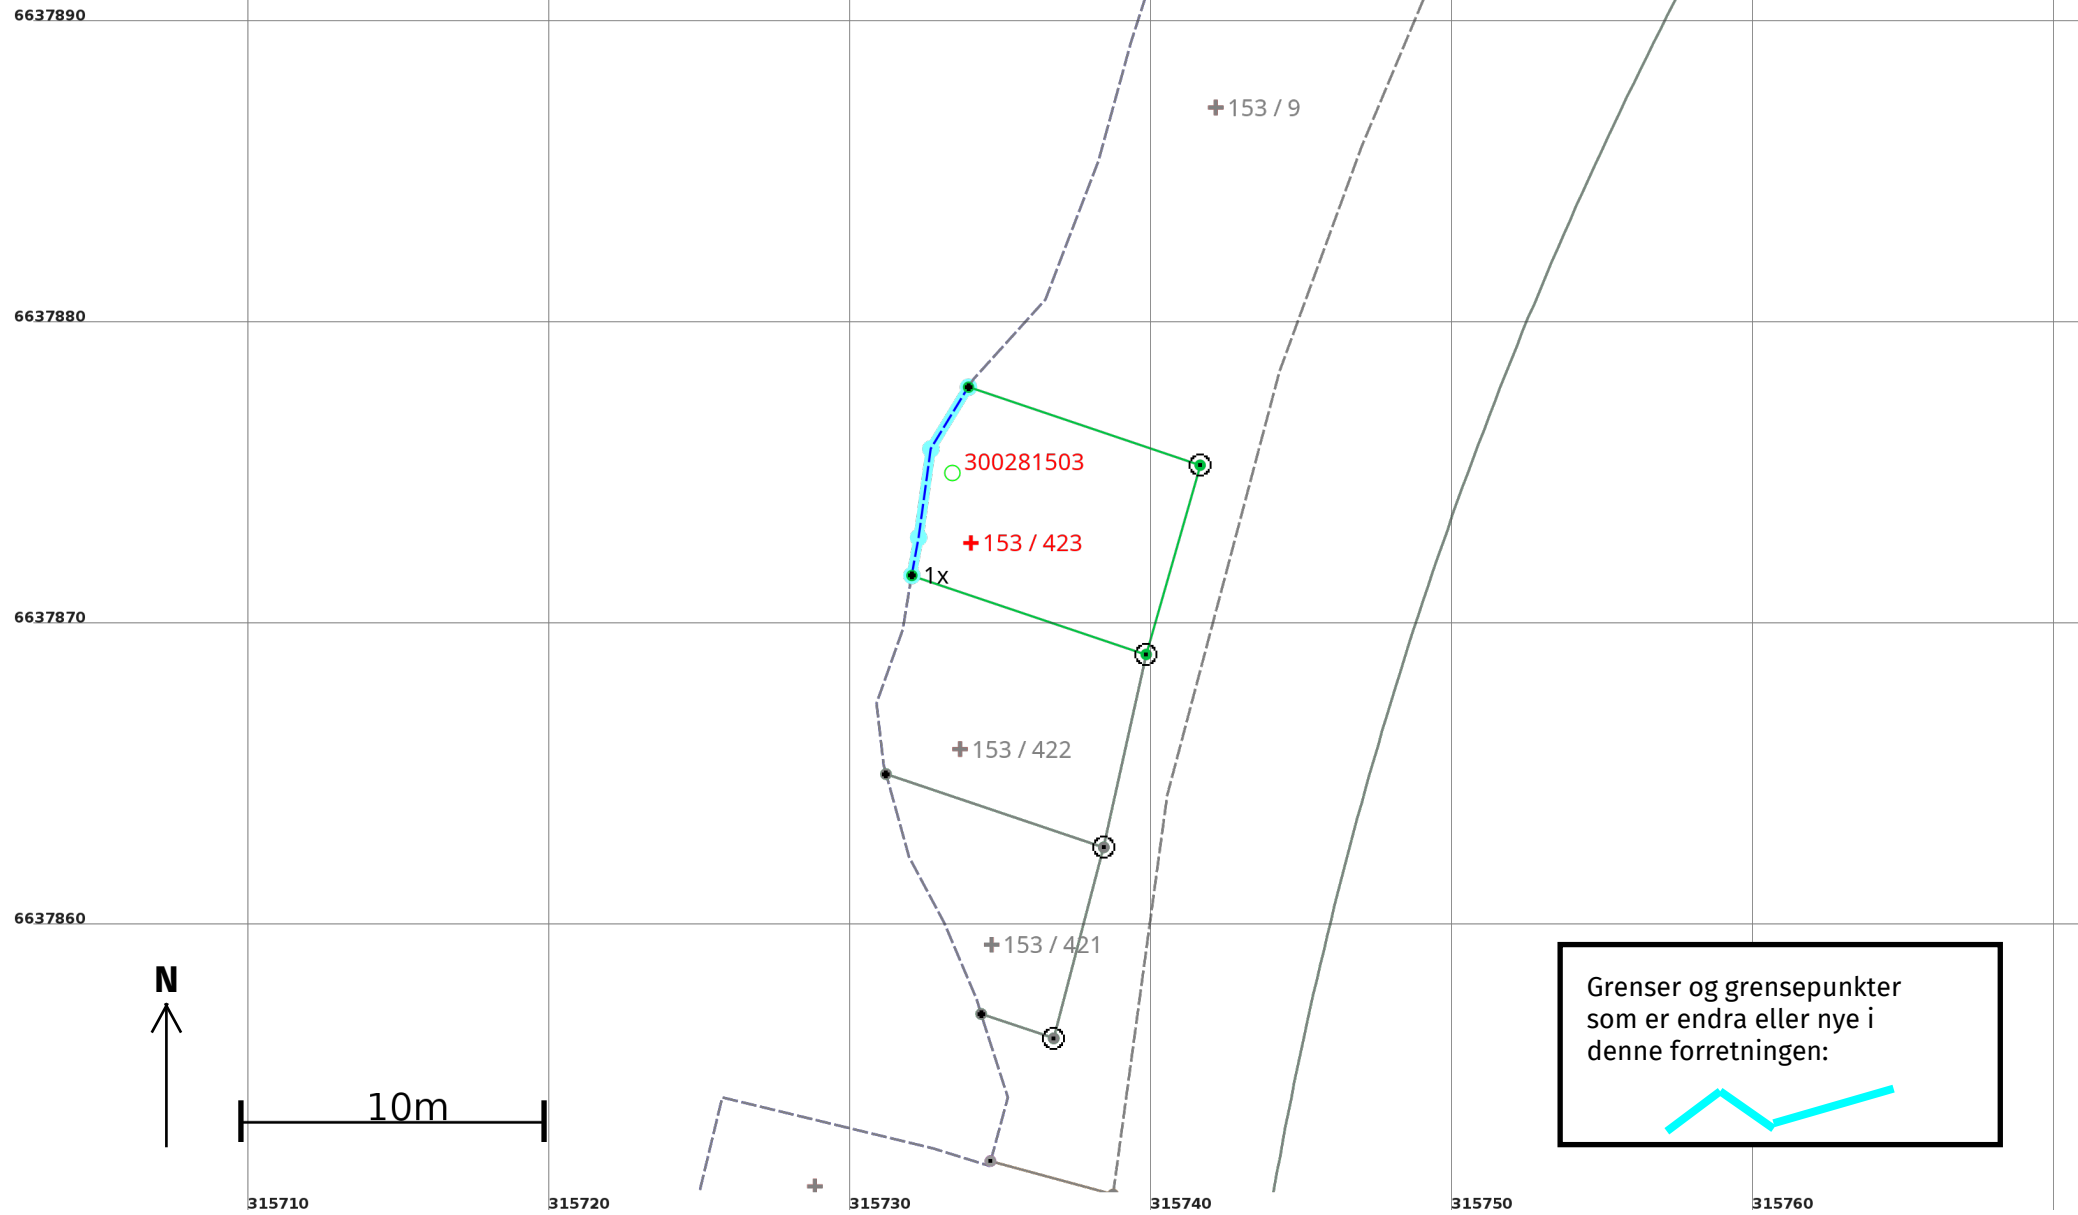 6637890
153 / 9
6637880
300281503
153 / 423
1x
6637870
153 / 422
6637860
153 / 421
N
10m
Grenser og grensepunkter
som er endra eller nye i
denne forretningen:
315710
315720
315730
315740
315750
315760